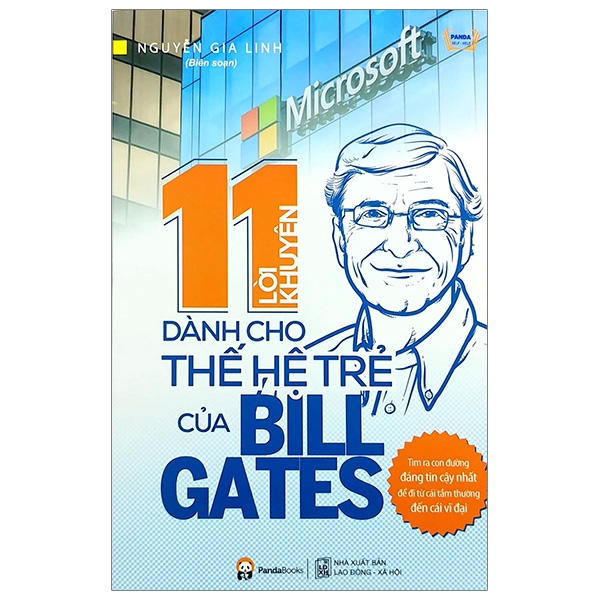 NGUYỄN GIA LINH
(Biên soạn)
PANDA
SELF - HELP
Microsoft
11
LỜI
KHUYÊN
DÀNH CHO
THẾ HỆ TRẺ
CỦA BILL
GATES
Tìm ra con đường
đáng tin cậy nhất
để đi từ cái tầm thường
đến cái vĩ đại
PandaBooks
NHÀ XUẤT BẢN
LAO ĐỘNG - XÃ HỘI